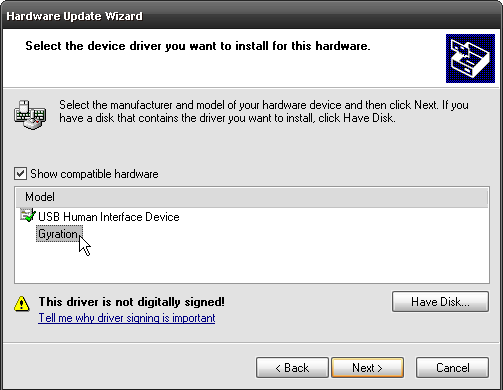 Hardware Update Wizard
Select the device driver you want to install for this hardware.
Select the manufacturer and model of your hardware device and then click Next. If you
have a disk that contains the driver you want to install, click Have Disk.
Show compatible hardware
Model
USB Human Interface Device
Gyration
This driver is not digitally signed!
Tell me why driver signing is important
Have Disk...
< Back
Next >
Cancel